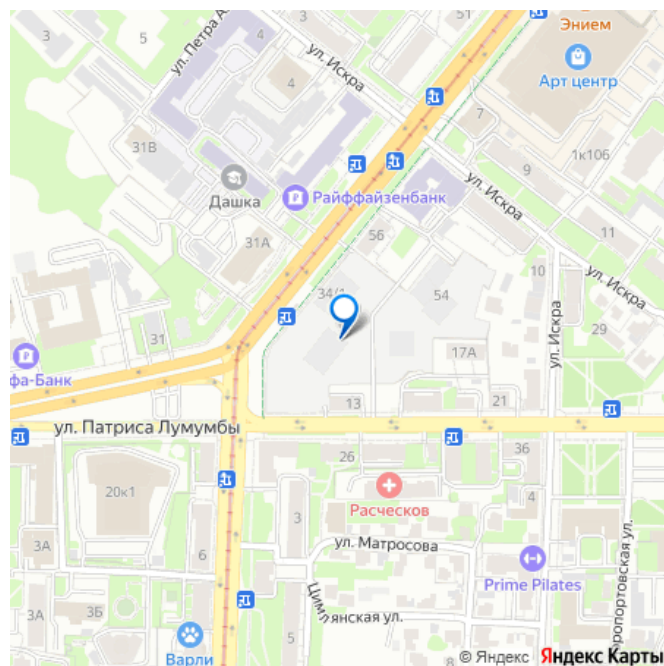 51
Энием
Арт центр
3
5
ул. Петра А
3
ул. Искра
4
7
31В
1к106
9
Дашка
Райффайзенбанк
ул. Искра
31А
56
11
10
ул. Искра
34/1
54
29
31
фа-Банк
17А
ул. Искра
13
21
ул. Патриса Лумумбы
26
36
20к1
Расческов
4
3
ул. Матросова
3А
6
Prime Pilates
3А
3Б
Цим
янская ул.
эропортовская ул.
5
Варли
© Яндекс Яндекс Карты